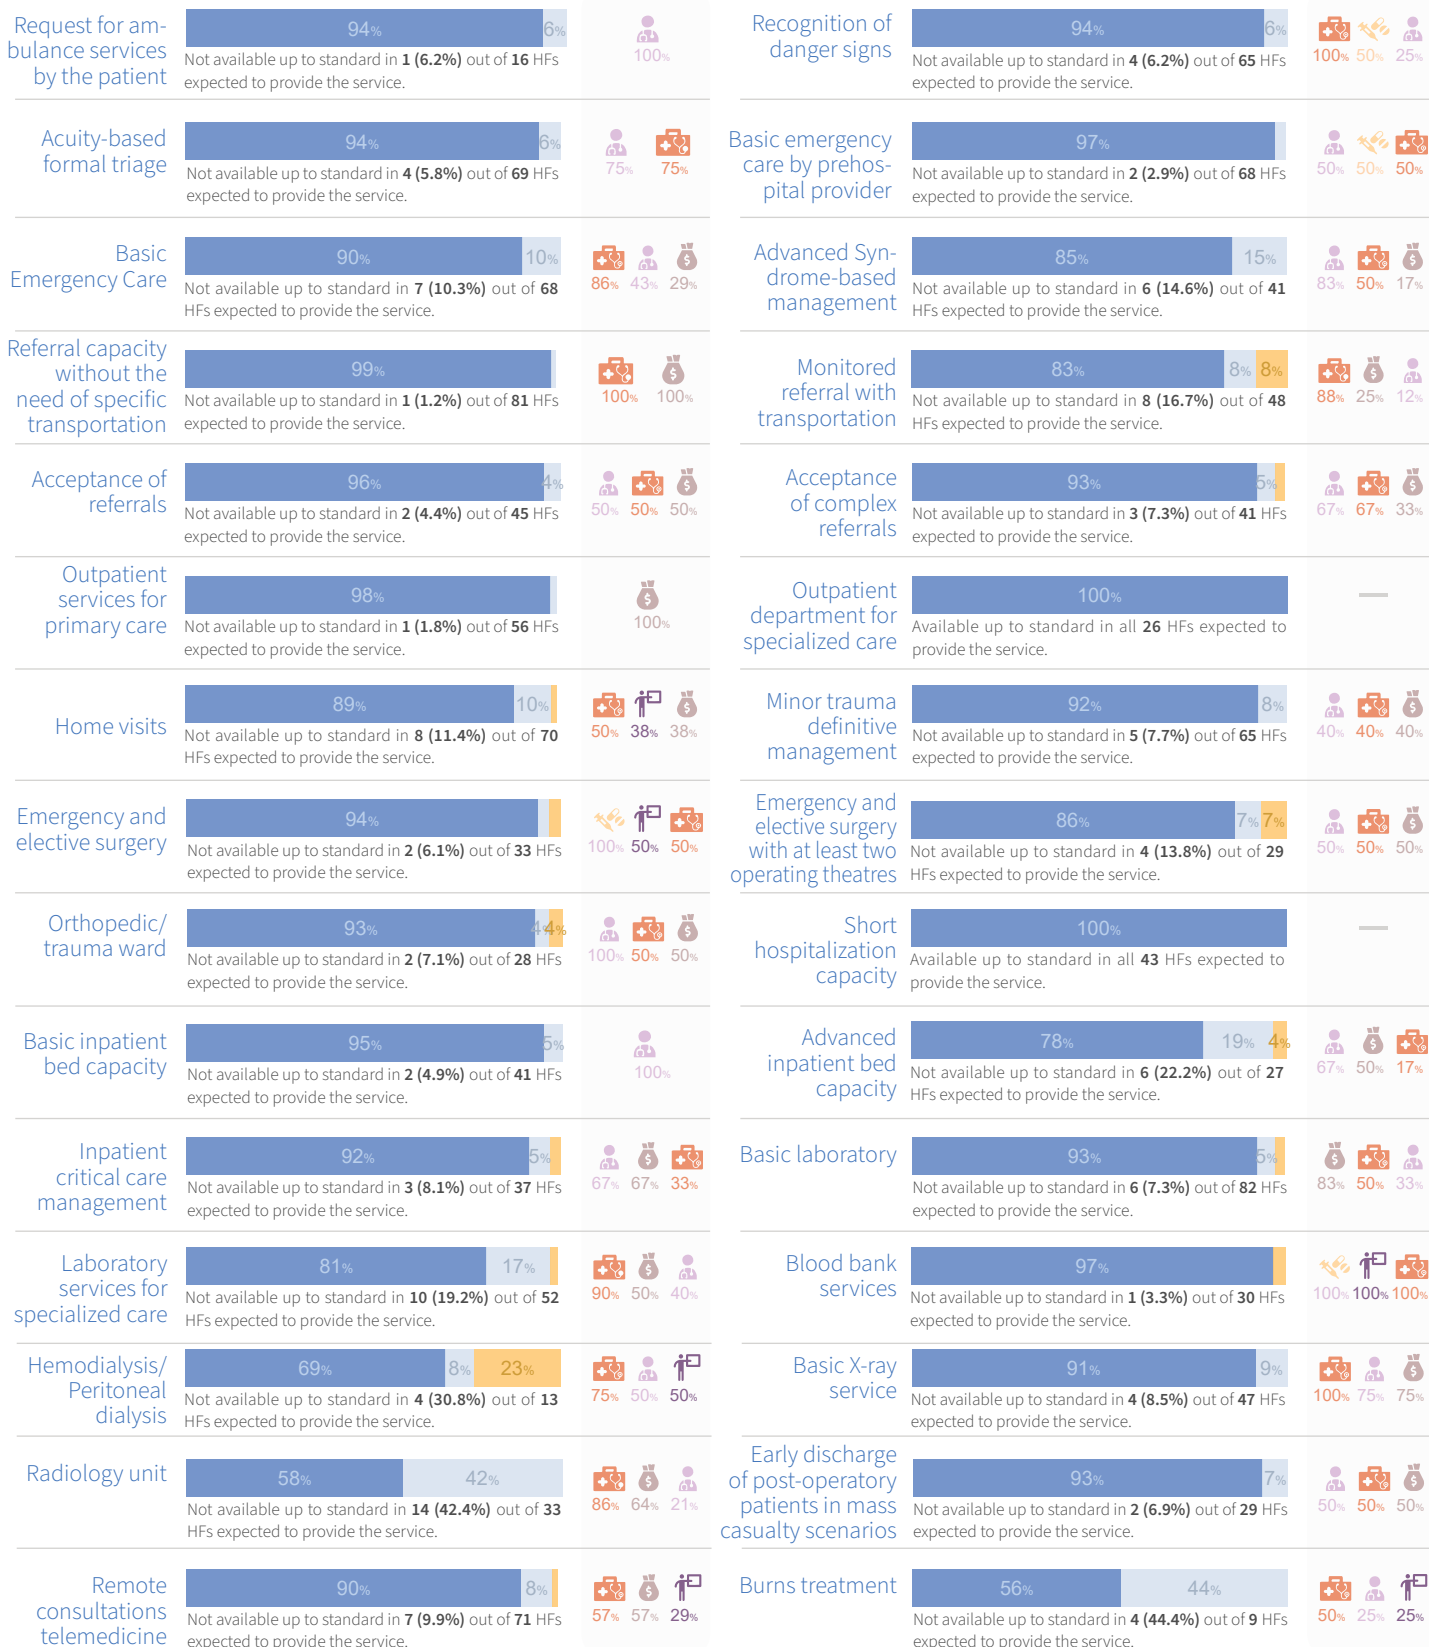 Request for am-
bulance services
by the patient
94%
6%
Not available up to standard in 1 (6.2%) out of 16 HFs
expected to provide the service.
100%
Recognition of
danger signs
94%
6%
Not available up to standard in 4 (6.2%) out of 65 HFs
expected to provide the service.
100% 50% 25%
Acuity-based
formal triage
94%
6%
Not available up to standard in 4 (5.8%) out of 69 HFs
expected to provide the service.
75% 75%
Basic emergency
care by prehos-
pital provider
97%
Not available up to standard in 2 (2.9%) out of 68 HFs
expected to provide the service.
50% 50% 50%
Basic
Emergency Care
90%
10%
Not available up to standard in 7 (10.3%) out of 68
HFs expected to provide the service.
86% 43% 29%
Advanced Syn-
drome-based
management
85%
15%
Not available up to standard in 6 (14.6%) out of 41
HFs expected to provide the service.
83% 50% 17%
Referral capacity
without the
need of specific
transportation
99%
Not available up to standard in 1 (1.2%) out of 81 HFs
expected to provide the service.
100% 100%
Monitored
referral with
transportation
83%
8% 8%
Not available up to standard in 8 (16.7%) out of 48
HFs expected to provide the service.
88% 25% 12%
Acceptance of
referrals
96%
4%
Not available up to standard in 2 (4.4%) out of 45 HFs
expected to provide the service.
50% 50% 50%
Acceptance
of complex
referrals
93%
5%
Not available up to standard in 3 (7.3%) out of 41 HFs
expected to provide the service.
67% 67% 33%
Outpatient
services for
primary care
98%
Not available up to standard in 1 (1.8%) out of 56 HFs
expected to provide the service.
100%
Outpatient
department for
specialized care
100%
Available up to standard in all 26 HFs expected to
provide the service.
—
Home visits
89%
10%
Not available up to standard in 8 (11.4%) out of 70
HFs expected to provide the service.
50% 38% 38%
Minor trauma
definitive
management
92%
8%
Not available up to standard in 5 (7.7%) out of 65 HFs
expected to provide the service.
40% 40% 40%
Emergency and
elective surgery
94%
Not available up to standard in 2 (6.1%) out of 33 HFs
expected to provide the service.
100% 50% 50%
Emergency and
elective surgery
with at least two
operating theatres
86%
7% 7%
Not available up to standard in 4 (13.8%) out of 29
HFs expected to provide the service.
50% 50% 50%
Orthopedic/
trauma ward
93%
4% 4%
Not available up to standard in 2 (7.1%) out of 28 HFs
expected to provide the service.
100% 50% 50%
Short
hospitalization
capacity
100%
Available up to standard in all 43 HFs expected to
provide the service.
—
Basic inpatient
bed capacity
95%
5%
Not available up to standard in 2 (4.9%) out of 41 HFs
expected to provide the service.
100%
Advanced
inpatient bed
capacity
78%
19% 4%
Not available up to standard in 6 (22.2%) out of 27
HFs expected to provide the service.
67% 50% 17%
Inpatient
critical care
management
92%
5%
Not available up to standard in 3 (8.1%) out of 37 HFs
expected to provide the service.
67% 67% 33%
Basic laboratory
93%
5%
Not available up to standard in 6 (7.3%) out of 82 HFs
expected to provide the service.
83% 50% 33%
Laboratory
services for
specialized care
81%
17%
Not available up to standard in 10 (19.2%) out of 52
HFs expected to provide the service.
90% 50% 40%
Blood bank
services
97%
Not available up to standard in 1 (3.3%) out of 30 HFs
expected to provide the service.
100% 100% 100%
Hemodialysis/
Peritoneal
dialysis
69%
8% 23%
Not available up to standard in 4 (30.8%) out of 13
HFs expected to provide the service.
75% 50% 50%
Basic X-ray
service
91%
9%
Not available up to standard in 4 (8.5%) out of 47 HFs
expected to provide the service.
100% 75% 75%
Radiology unit
58%
42%
Not available up to standard in 14 (42.4%) out of 33
HFs expected to provide the service.
86% 64% 21%
Early discharge
of post-operatory
patients in mass
casualty scenarios
93%
7%
Not available up to standard in 2 (6.9%) out of 29 HFs
expected to provide the service.
50% 50% 50%
Remote
consultations
telemedicine
90%
8%
Not available up to standard in 7 (9.9%) out of 71 HFs
expected to provide the service.
57% 57% 29%
Burns treatment
56%
44%
Not available up to standard in 4 (44.4%) out of 9 HFs
expected to provide the service.
50% 25% 25%